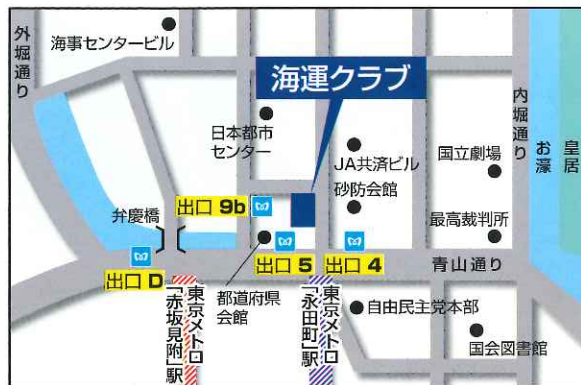 外堀通り
海事センタービル
海運クラブ
日本都市
センター
JA共済ビル
砂防会館
国立劇場
内堀通り
お濠
皇居
弁慶橋
出口 9b
最高裁判所
出口 D
出口 5
出口 4
青山通り
都道府県
会館
東京メトロ
「赤坂見附」駅
東京メトロ
「永田町」駅
自由民主党本部
国会図書館